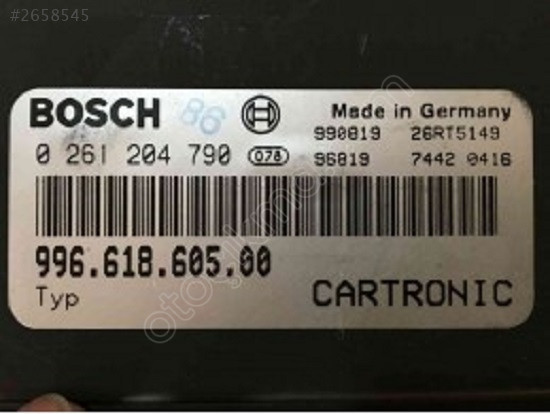 #2658545
BOSCH 86 Made in Germany
990819 26RT5149
0 261 204 790 078 96819 7442 0416
996.618.605.00
Typ CARTRONIC